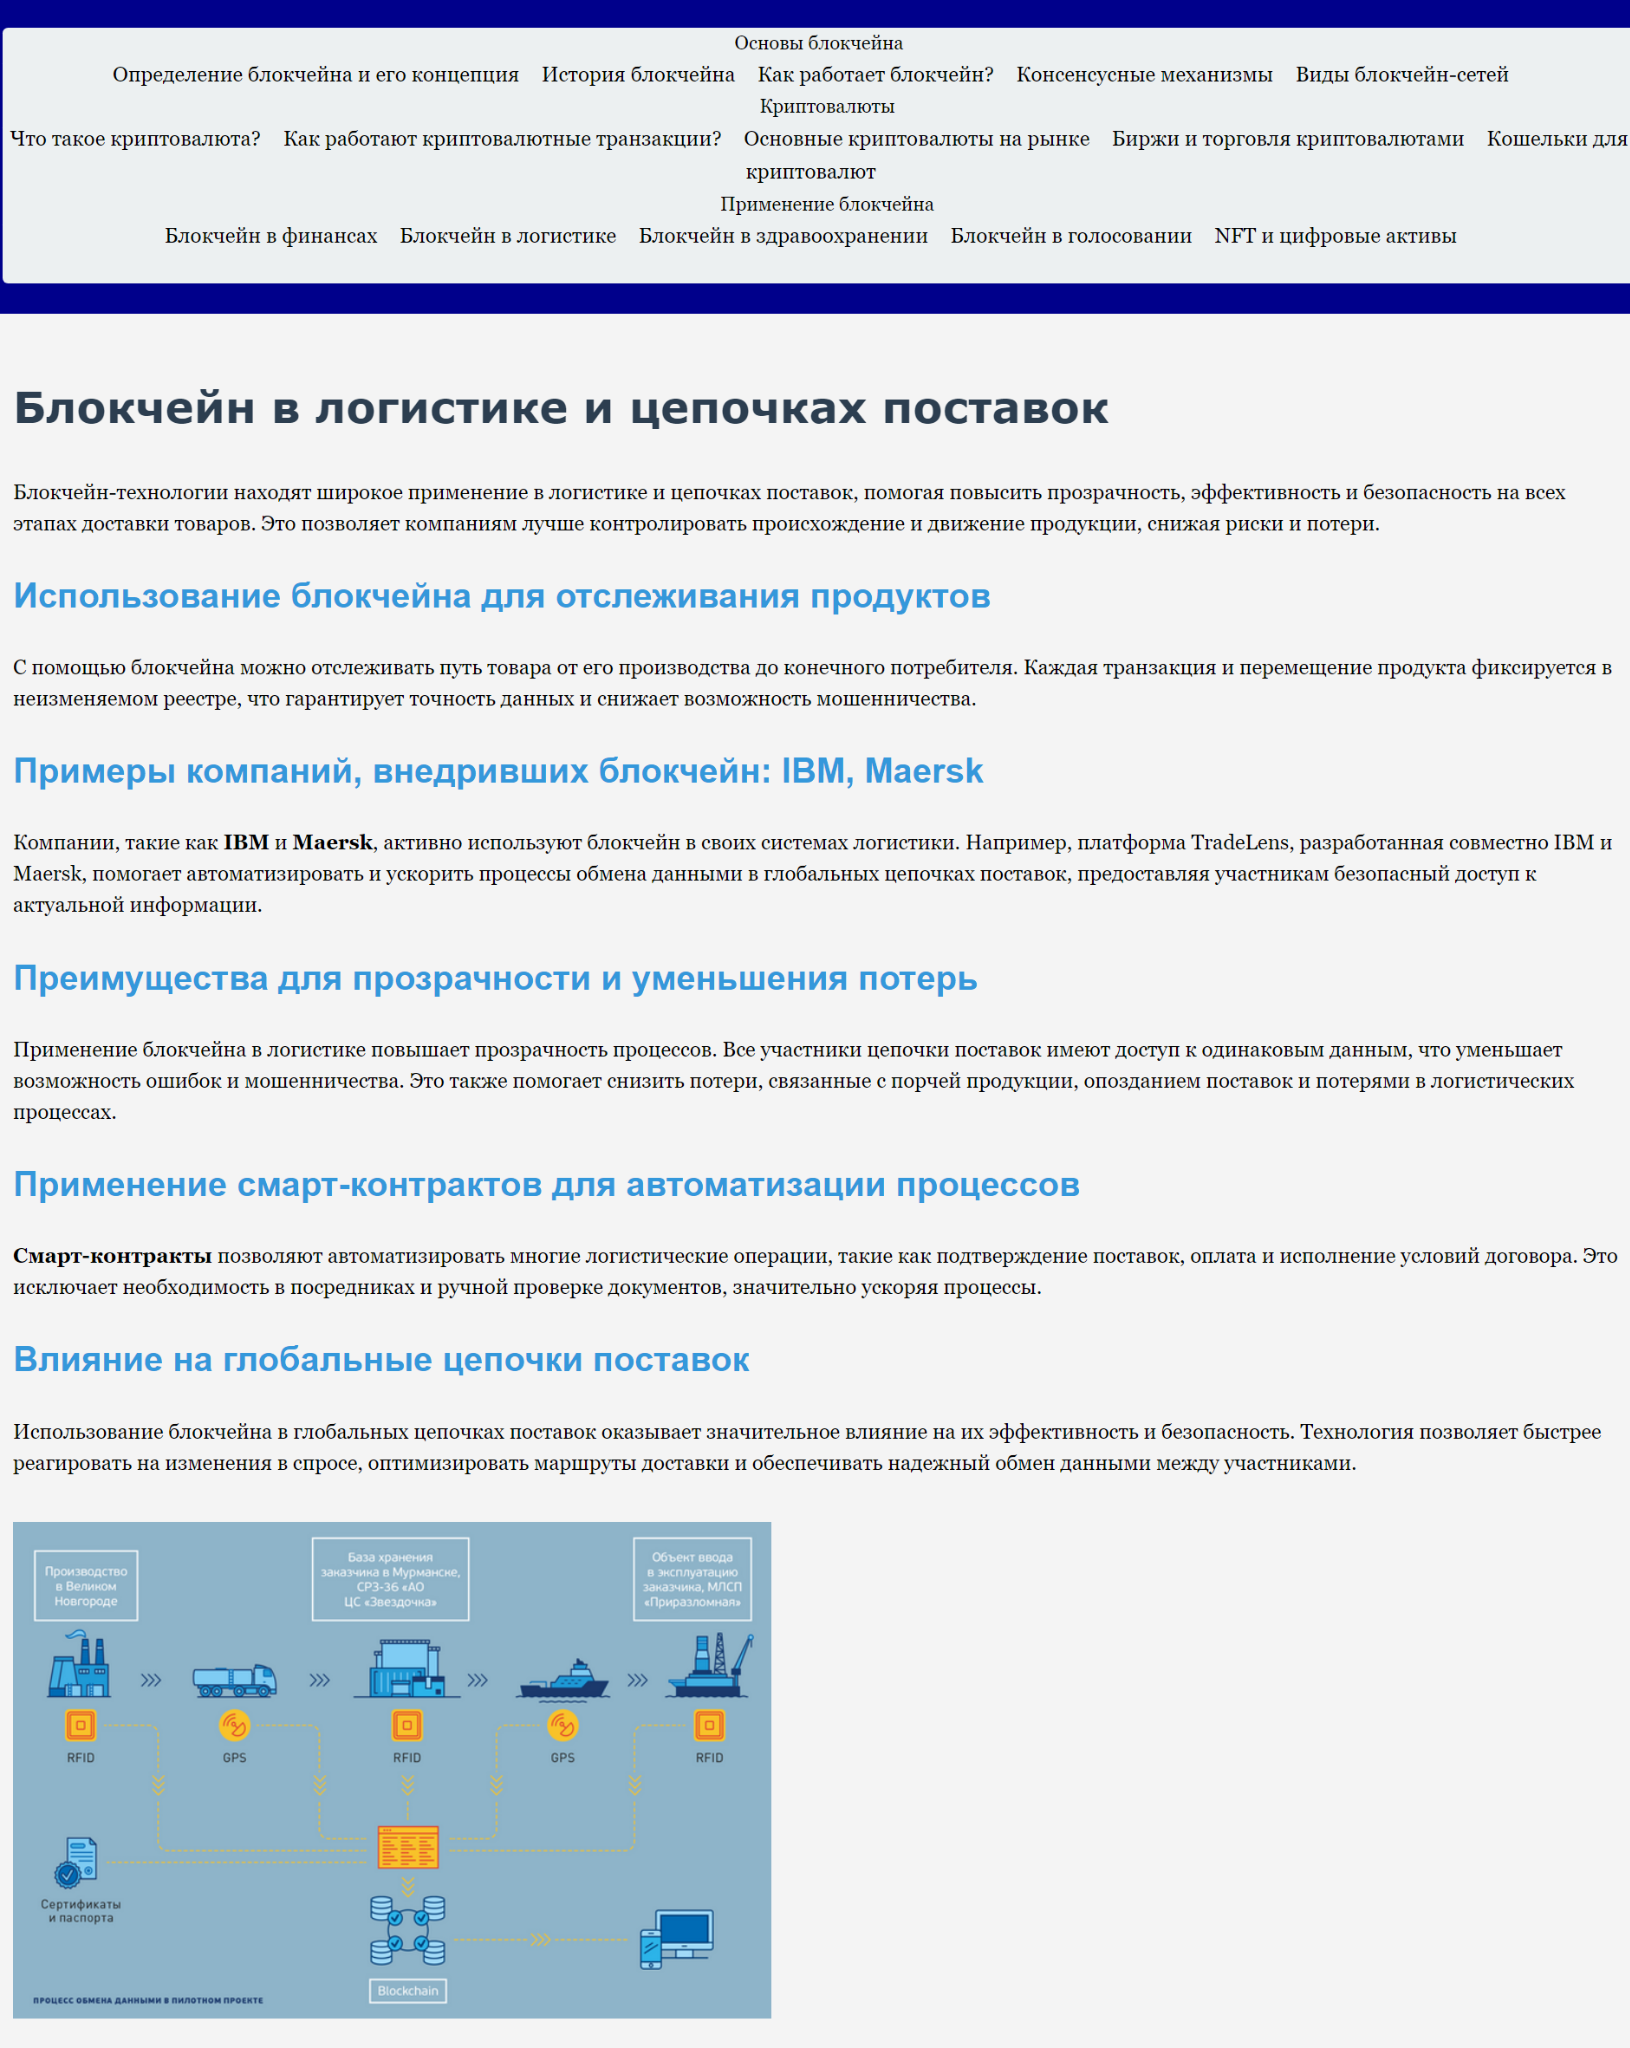 Основы блокчейна
Определение блокчейна и его концепция История блокчейна Как работает блокчейн? Консенсусные механизмы Виды блокчейн-сетей
Криптовалюты
Что такое криптовалюта? Как работают криптовалютные транзакции? Основные криптовалюты на рынке Биржи и торговля криптовалютами Кошельки для
криптовалют
Применение блокчейна
Блокчейн в финансах Блокчейн в логистике Блокчейн в здравоохранении Блокчейн в голосовании NFT и цифровые активы
Блокчейн в логистике и цепочках поставок
Блокчейн-технологии находят широкое применение в логистике и цепочках поставок, помогая повысить прозрачность, эффективность и безопасность на всех
этапах доставки товаров. Это позволяет компаниям лучше контролировать происхождение и движение продукции, снижая риски и потери.
Использование блокчейна для отслеживания продуктов
С помощью блокчейна можно отслеживать путь товара от его производства до конечного потребителя. Каждая транзакция и перемещение продукта фиксируется в
неизменяемом реестре, что гарантирует точность данных и снижает возможность мошенничества.
Примеры компаний, внедривших блокчейн: IBM, Maersk
Компании, такие как IBM и Maersk, активно используют блокчейн в своих системах логистики. Например, платформа TradeLens, разработанная совместно IBM и
Maersk, помогает автоматизировать и ускорить процессы обмена данными в глобальных цепочках поставок, предоставляя участникам безопасный доступ к
актуальной информации.
Преимущества для прозрачности и уменьшения потерь
Применение блокчейна в логистике повышает прозрачность процессов. Все участники цепочки поставок имеют доступ к одинаковым данным, что уменьшает
возможность ошибок и мошенничества. Это также помогает снизить потери, связанные с порчей продукции, опозданием поставок и потерями в логистических
процессах.
Применение смарт-контрактов для автоматизации процессов
Смарт-контракты позволяют автоматизировать многие логистические операции, такие как подтверждение поставок, оплата и исполнение условий договора. Это
исключает необходимость в посредниках и ручной проверке документов, значительно ускоряя процессы.
Влияние на глобальные цепочки поставок
Использование блокчейна в глобальных цепочках поставок оказывает значительное влияние на их эффективность и безопасность. Технология позволяет быстрее
реагировать на изменения в спросе, оптимизировать маршруты доставки и обеспечивать надежный обмен данными между участниками.
Производство
в Великом
Новгороде
База хранения
заказчика в Мурманске,
СРЗ-36 «АО
ЦС «Звездочка»
Объект ввода
в эксплуатацию
заказчика, МЛСП
«Приразломная»
RFID
GPS
RFID
GPS
RFID
Сертификаты
и паспорта
Blockchain
ПРОЦЕСС ОБМЕНА ДАННЫМИ В ПИЛОТНОМ ПРОЕКТЕ